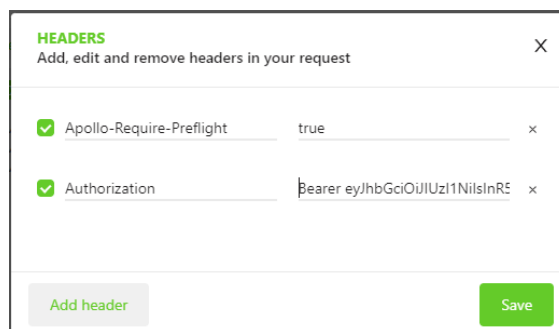 HEADERS
Add, edit and remove headers in your request
X
Apollo-Require-Preflight true ×
Authorization Bearer eyJhbGciOiJIUzI1NiIsInR5 ×
Add header Save